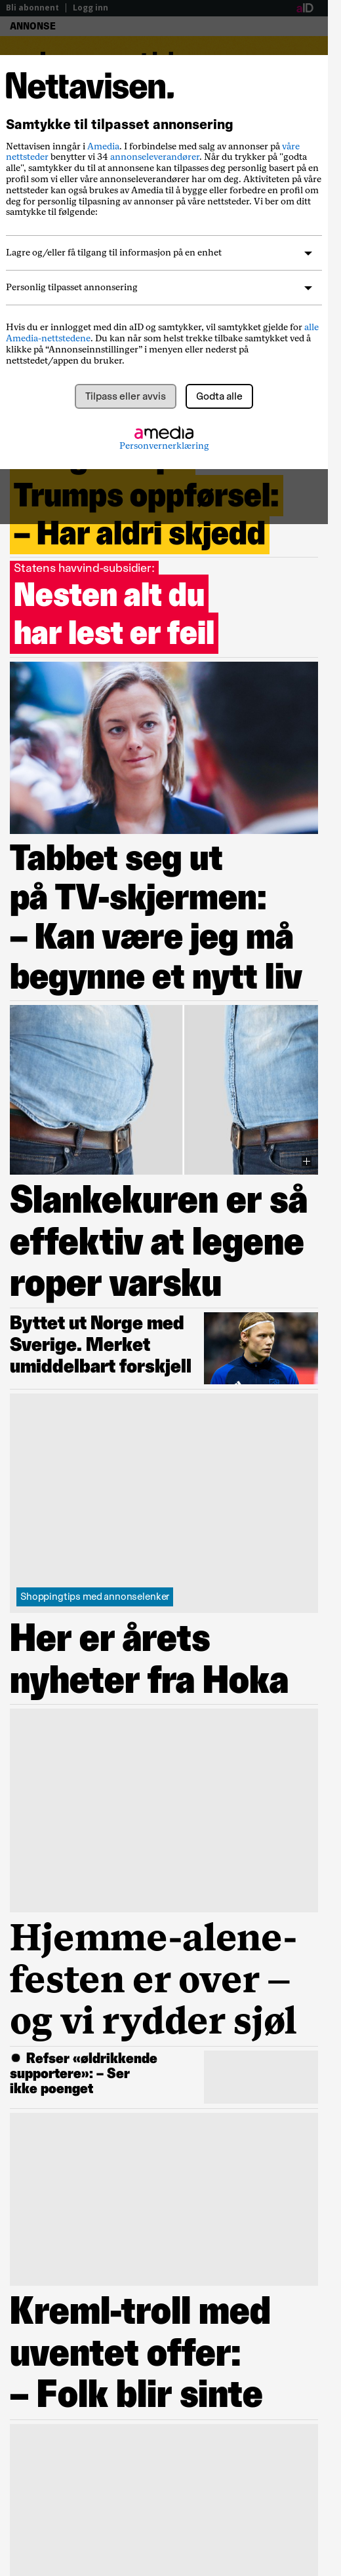 Bli abonnent | Logg inn
aID
ANNONSE
Nettavisen.
Samtykke til tilpasset annonsering
Nettavisen inngår i Amedia. I forbindelse med salg av annonser på våre
nettsteder benytter vi 34 annonseleverandører. Når du trykker på "godta
alle", samtykker du til at annonsene kan tilpasses deg personlig basert på en
profil som vi eller våre annonseleverandører har om deg. Aktiviteten på våre
nettsteder kan også brukes av Amedia til å bygge eller forbedre en profil om
deg for personlig tilpasning av annonser på våre nettsteder. Vi ber om ditt
samtykke til følgende:
Lagre og/eller få tilgang til informasjon på en enhet
Personlig tilpasset annonsering
Hvis du er innlogget med din aID og samtykker, vil samtykket gjelde for alle
Amedia-nettstedene. Du kan når som helst trekke tilbake samtykket ved å
klikke på “Annonseinnstillinger” i menyen eller nederst på
nettstedet/appen du bruker.
Tilpass eller avvis
Godta alle
amedia
Personvernerklæring
Trumps oppførsel:
– Har aldri skjedd
Statens havvind-subsidier:
Nesten alt du
har lest er feil
Tabbet seg ut
på TV-skjermen:
– Kan være jeg må
begynne et nytt liv
Slankekuren er så
effektiv at legene
roper varsku
Byttet ut Norge med
Sverige. Merket
umiddelbart forskjell
Shoppingtips med annonselenker
Her er årets
nyheter fra Hoka
Hjemme-alene-
festen er over –
og vi rydder sjøl
Refser «øldrikkende
supportere»: – Ser
ikke poenget
Kreml-troll med
uventet offer:
– Folk blir sinte